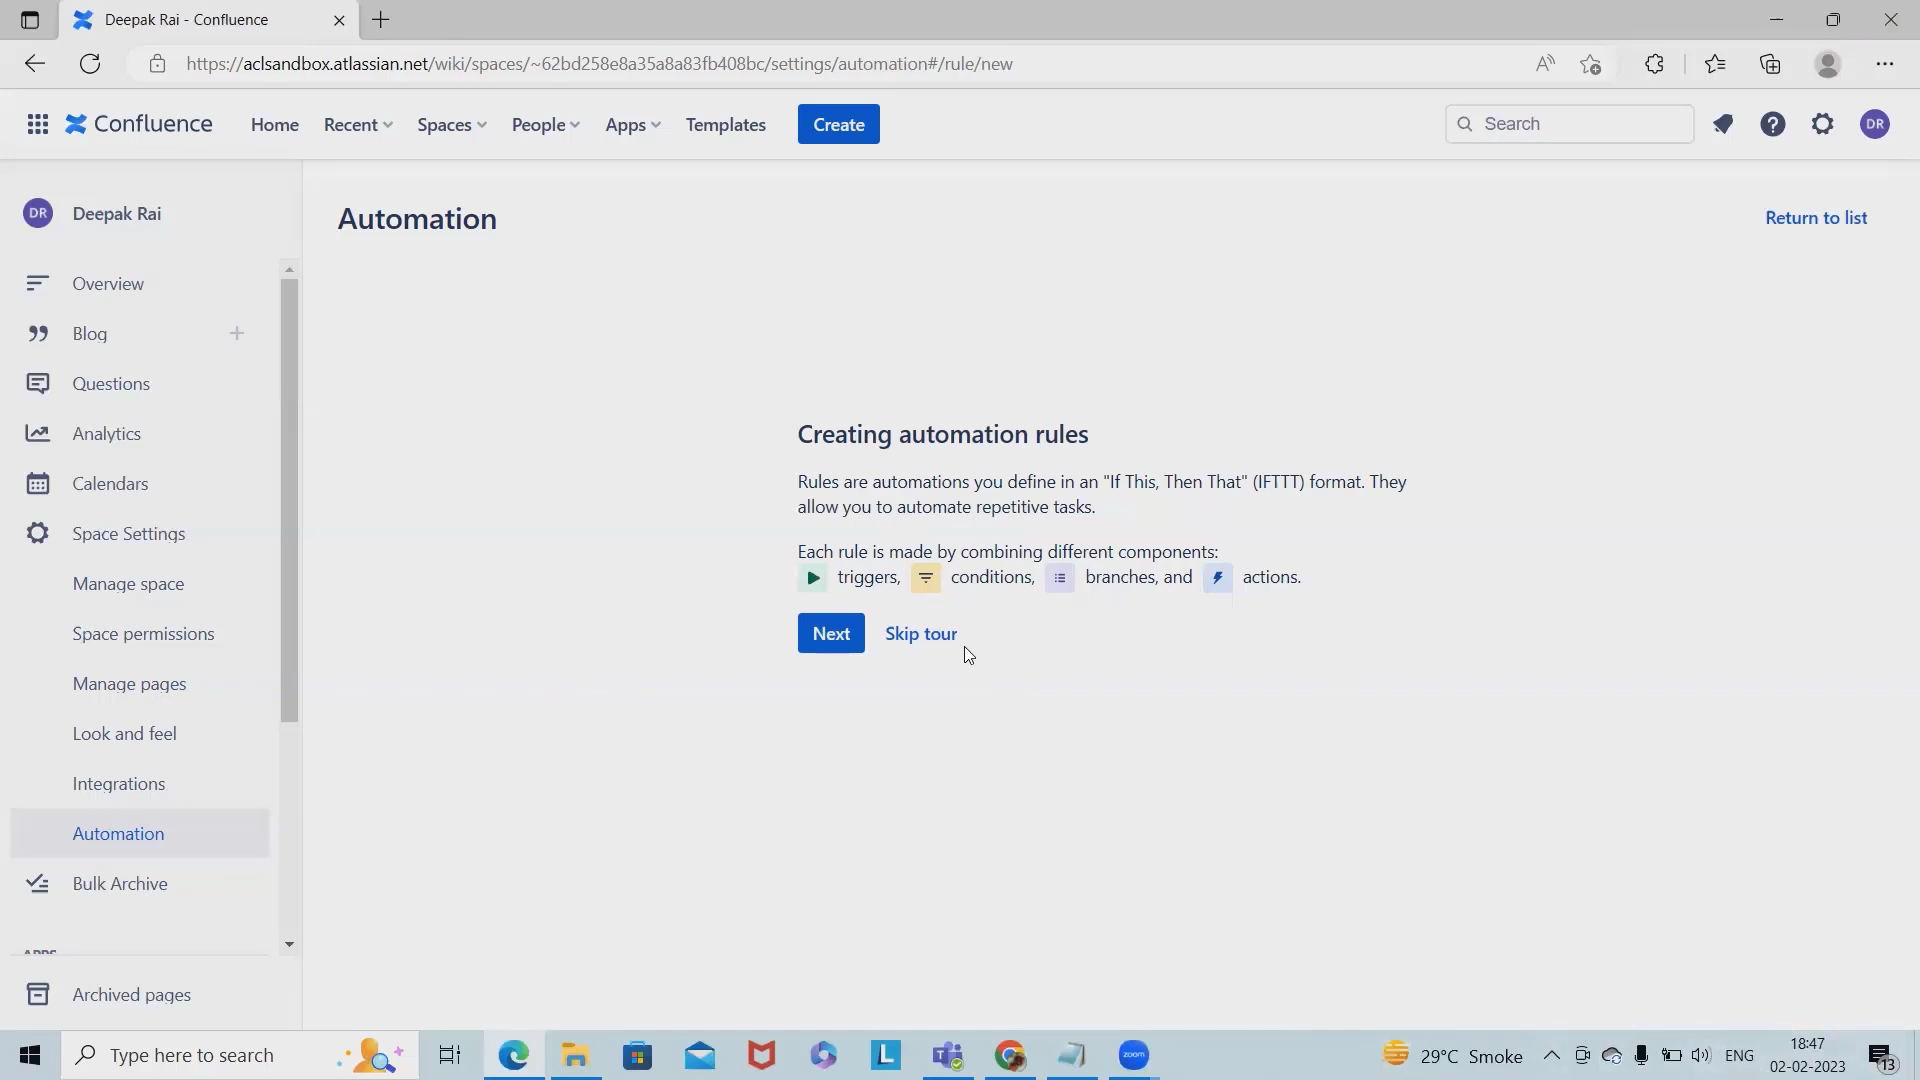 Deepak Rai - Confluence
https://aclsandbox.atlassian.net/wiki/spaces/~62bd258e8a35a8a83fb408bc/settings/automation#/rule/new
Confluence
Home
Recent
Spaces
People
Apps
Templates
Create
Search
DR
DR
Deepak Rai
Overview
Blog
Questions
Analytics
Calendars
Space Settings
Manage space
Space permissions
Manage pages
Look and feel
Integrations
Automation
Bulk Archive
APPS
Archived pages
Automation
Return to list
Creating automation rules
Rules are automations you define in an "If This, Then That" (IFTTT) format. They
allow you to automate repetitive tasks.
Each rule is made by combining different components:
triggers, conditions, branches, and actions.
Next
Skip tour
Type here to search
L
zoom
29°C Smoke
ENG
18:47
02-02-2023
13